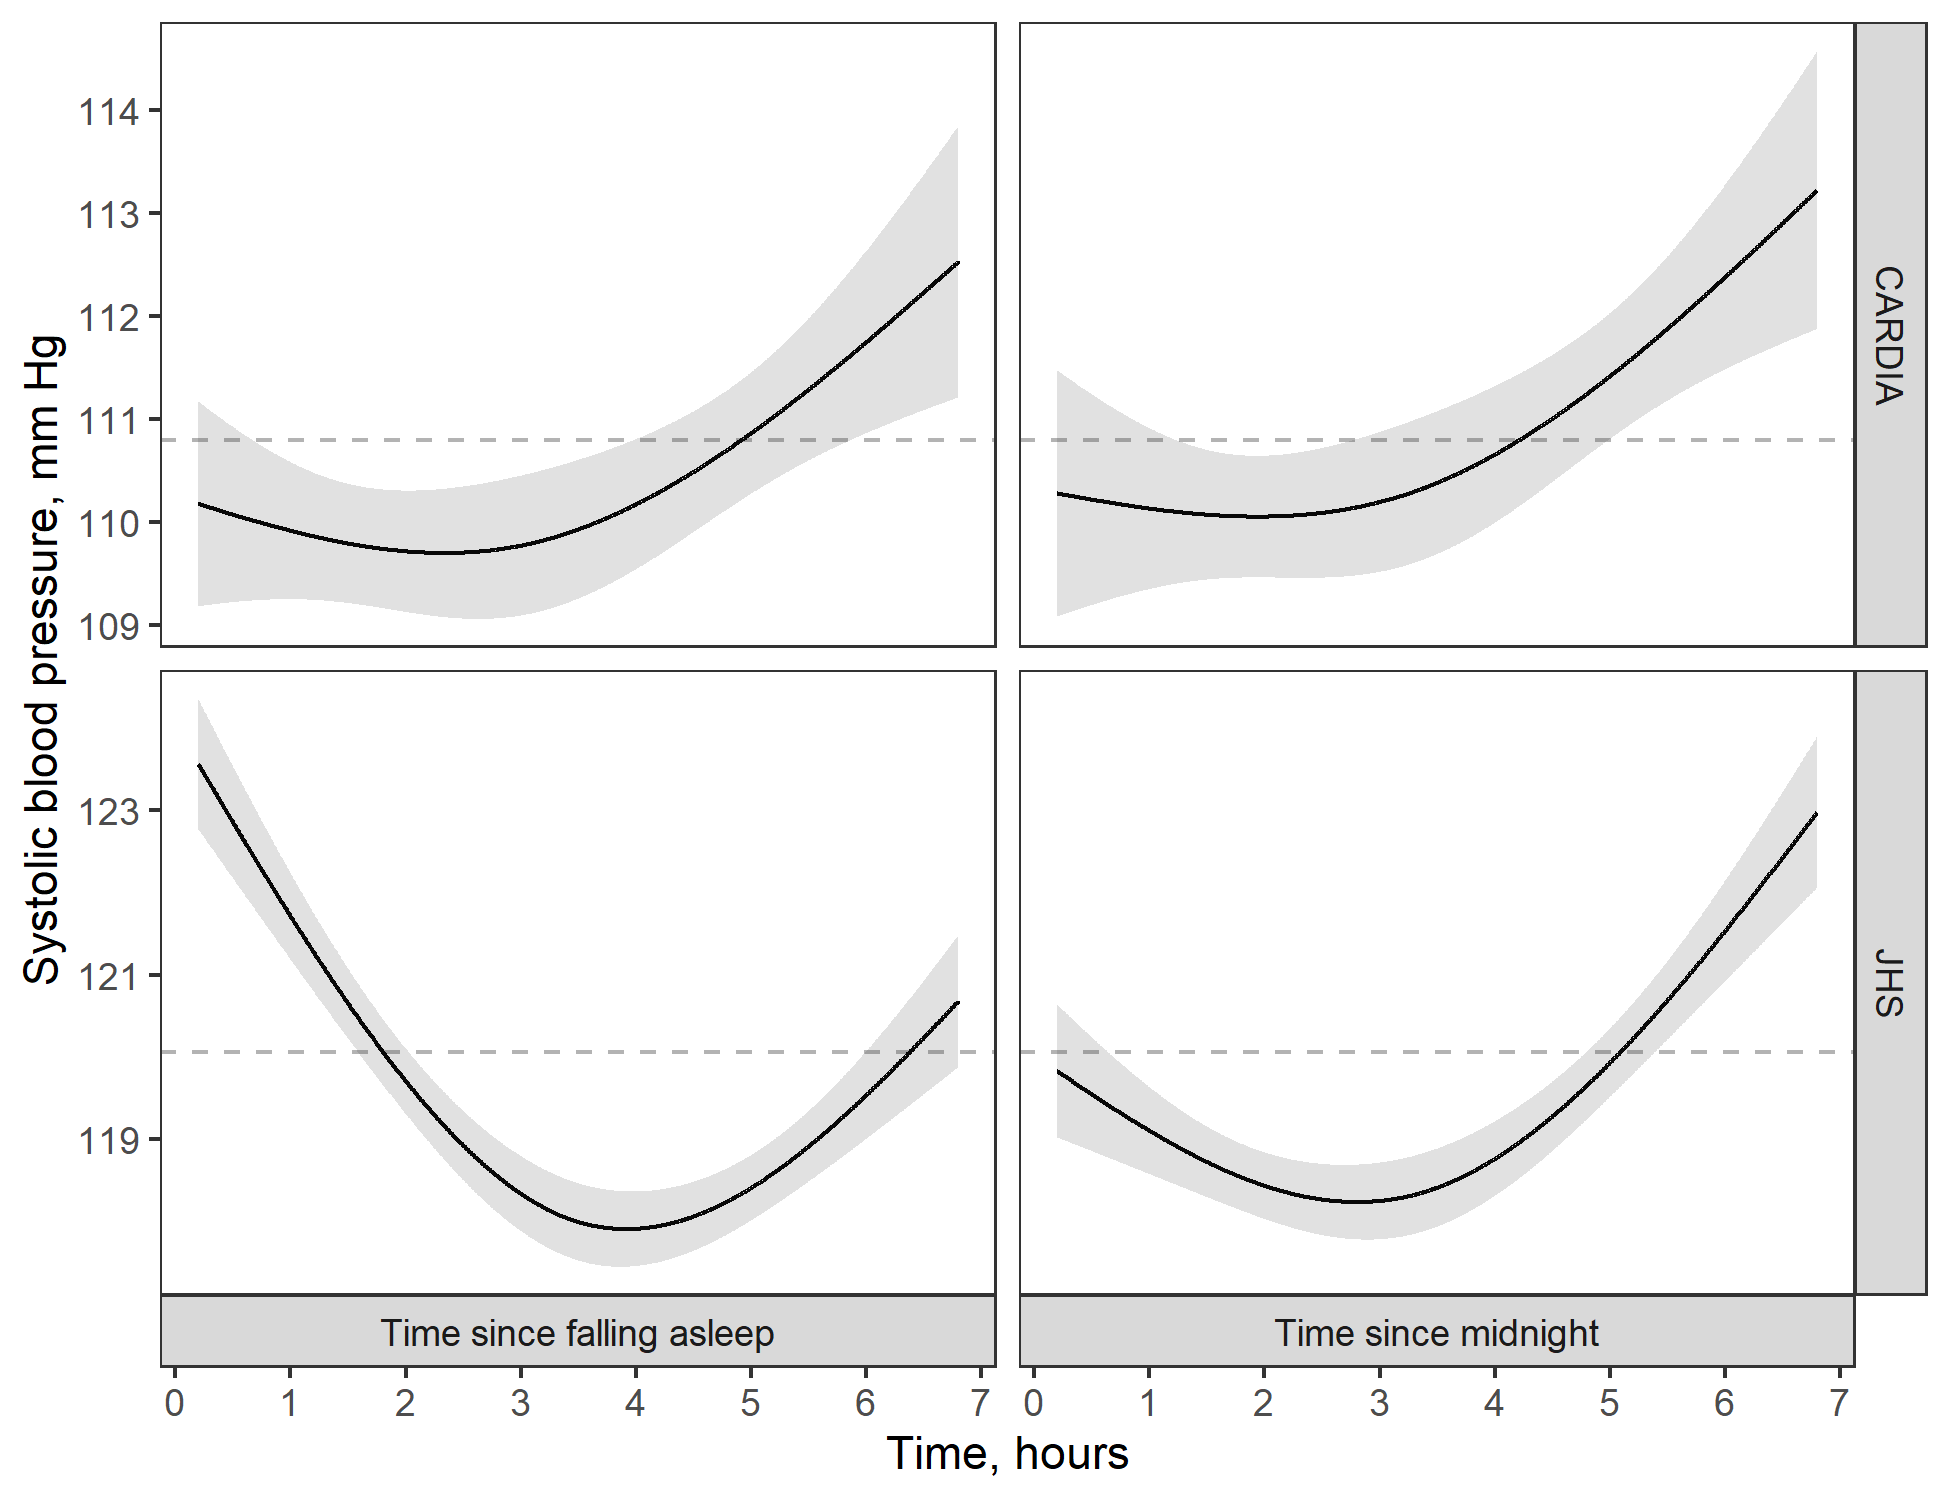 Systolic blood pressure, mm Hg
114
113
112
111
110
109
CARDIA
123
121
119
JHS
Time since falling asleep
Time since midnight
0 1 2 3 4 5 6 7
0 1 2 3 4 5 6 7
Time, hours